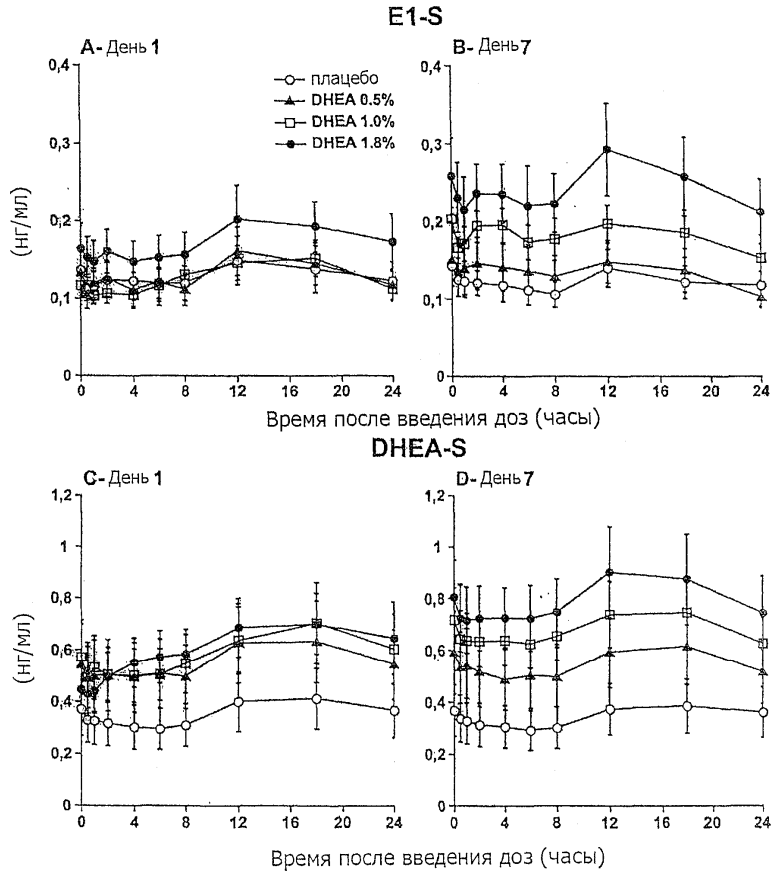 E1-S
A- День 1
B- День 7
0,4
0,3
0,2
0,1
0
(нг/мл)
плацебо
DHEA 0.5%
DHEA 1.0%
DHEA 1.8%
0 4 8 12 16 20 24
0,4
0,3
0,2
0,1
0
0 4 8 12 16 20 24
Время после введения доз (часы)
DHEA-S
C- День 1
D- День 7
1,2
1
0,8
0,6
0,4
0,2
0
(нг/мл)
0 4 8 12 16 20 24
1,2
1
0,8
0,6
0,4
0,2
0
0 4 8 12 16 20 24
Время после введения доз (часы)